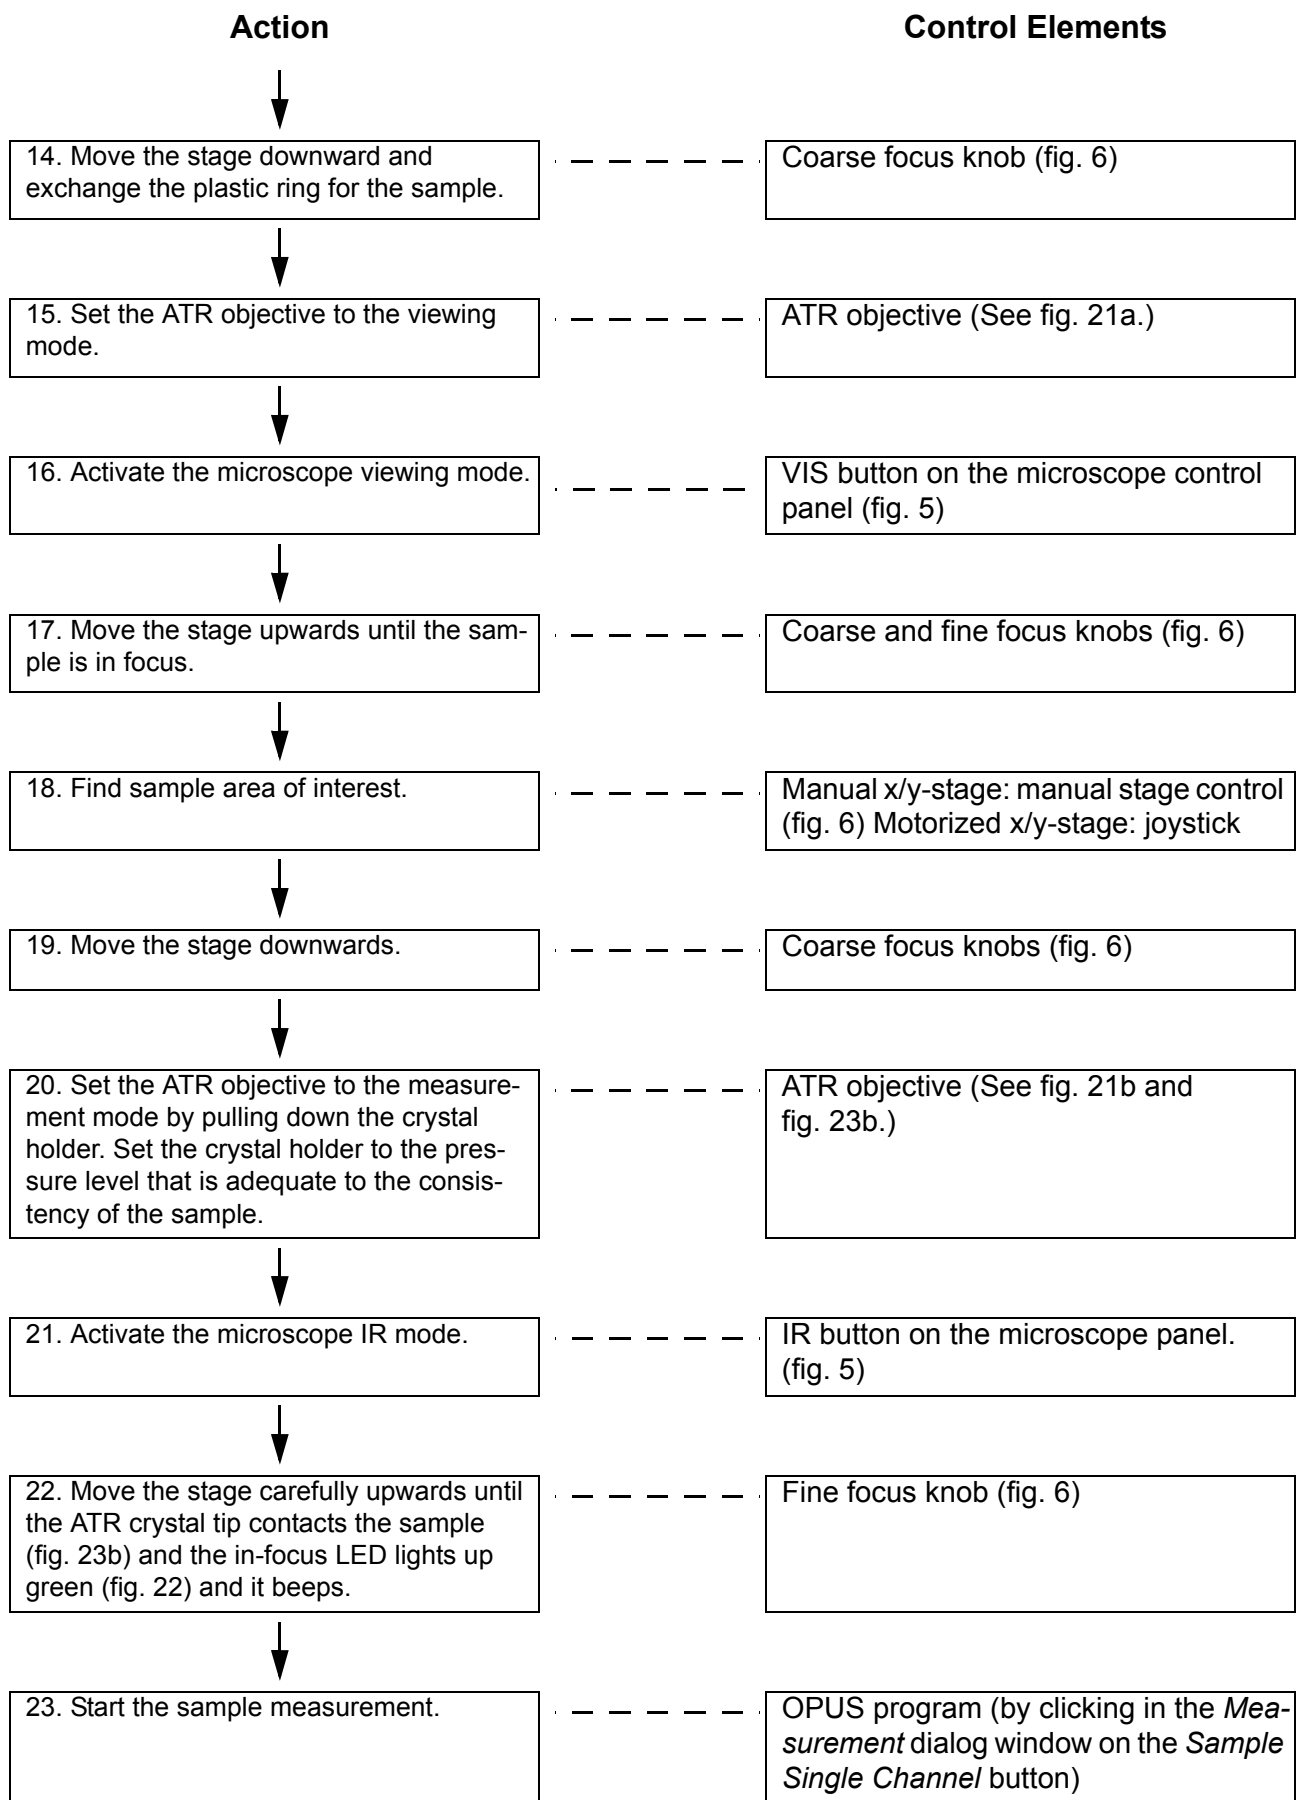 Action
Control Elements
14. Move the stage downward and
exchange the plastic ring for the sample.
Coarse focus knob (fig. 6)
15. Set the ATR objective to the viewing
mode.
ATR objective (See fig. 21a.)
16. Activate the microscope viewing mode.
VIS button on the microscope control
panel (fig. 5)
17. Move the stage upwards until the sam-
ple is in focus.
Coarse and fine focus knobs (fig. 6)
18. Find sample area of interest.
Manual x/y-stage: manual stage control
(fig. 6) Motorized x/y-stage: joystick
19. Move the stage downwards.
Coarse focus knobs (fig. 6)
20. Set the ATR objective to the measure-
ment mode by pulling down the crystal
holder. Set the crystal holder to the pres-
sure level that is adequate to the consis-
tency of the sample.
ATR objective (See fig. 21b and
fig. 23b.)
21. Activate the microscope IR mode.
IR button on the microscope panel.
(fig. 5)
22. Move the stage carefully upwards until
the ATR crystal tip contacts the sample
(fig. 23b) and the in-focus LED lights up
green (fig. 22) and it beeps.
Fine focus knob (fig. 6)
23. Start the sample measurement.
OPUS program (by clicking in the Mea-
surement dialog window on the Sample
Single Channel button)